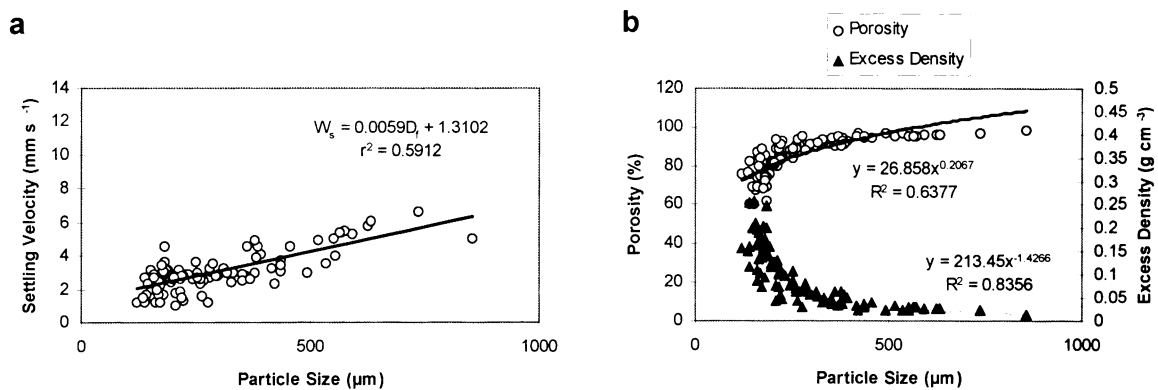 a
Settling Velocity (mm s⁻¹)
14
12
10
8
6
4
2
0
Wₛ = 0.0059Df + 1.3102
r² = 0.5912
0
500
1000
Particle Size (µm)
b
Porosity
Excess Density
Porosity (%)
120
100
80
60
40
20
0
y = 26.858x^0.2067
R² = 0.6377
y = 213.45x^-1.4266
R² = 0.8356
0.5
0.45
0.4
0.35
0.3
0.25
0.2
0.15
0.1
0.05
0
Excess Density (g cm⁻³)
0
500
1000
Particle Size (µm)